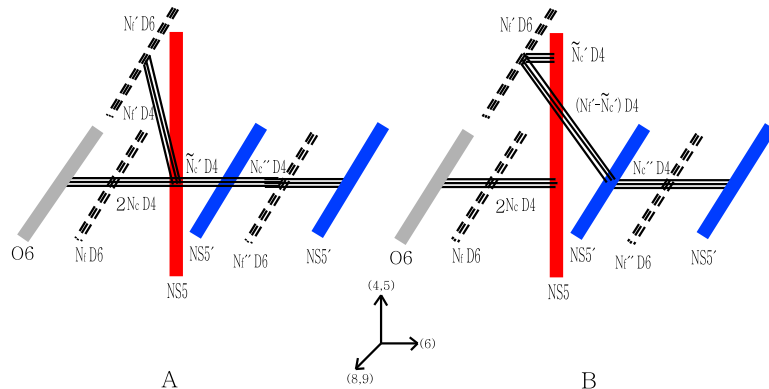 Nf′ D6
Nf′ D4
Ñc′ D4
Nc″ D4
2Nc D4
O6
Nf D6
NS5
NS5′
Nf″ D6
NS5′
A
Nf′ D6
Ñc′ D4
(Nf′-Ñc′) D4
Nc″ D4
2Nc D4
O6
Nf D6
NS5
NS5′
Nf″ D6
NS5′
B
(4,5)
(6)
(8,9)